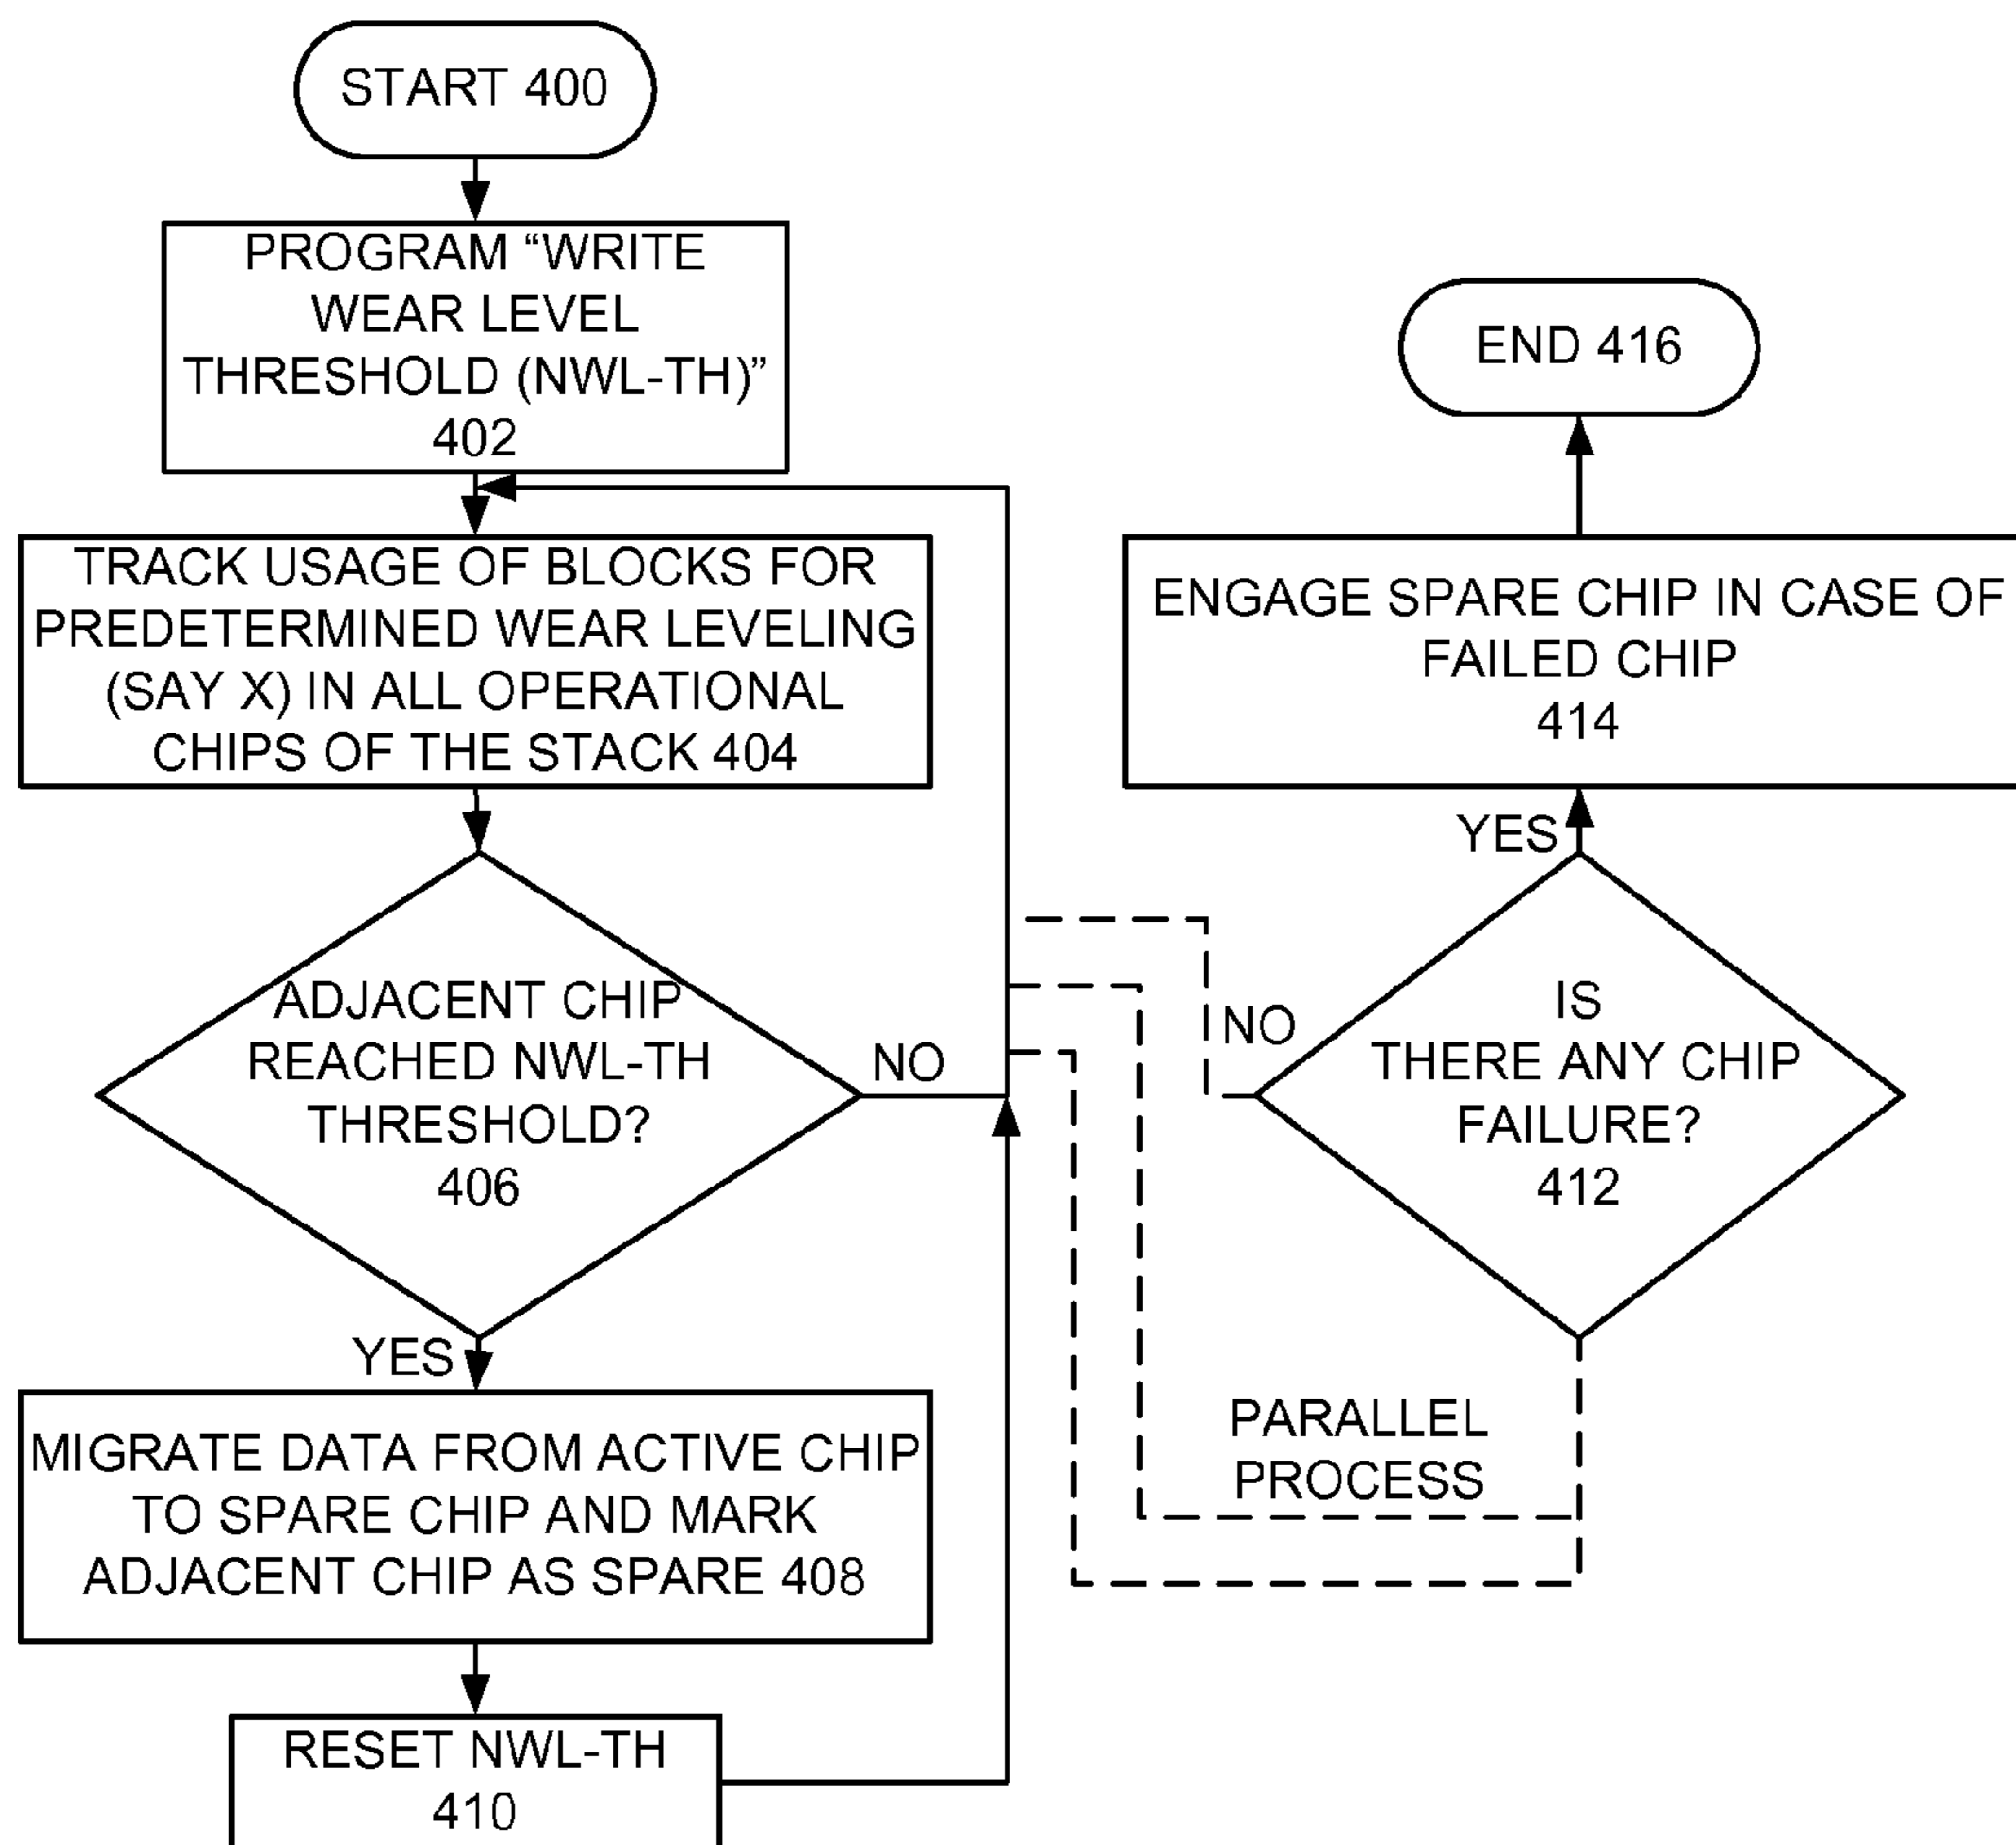 START 400
PROGRAM “WRITE
WEAR LEVEL
THRESHOLD (NWL-TH)”
402
TRACK USAGE OF BLOCKS FOR
PREDETERMINED WEAR LEVELING
(SAY X) IN ALL OPERATIONAL
CHIPS OF THE STACK 404
ADJACENT CHIP
REACHED NWL-TH
THRESHOLD?
406
NO
YES
MIGRATE DATA FROM ACTIVE CHIP
TO SPARE CHIP AND MARK
ADJACENT CHIP AS SPARE 408
RESET NWL-TH
410
END 416
ENGAGE SPARE CHIP IN CASE OF
FAILED CHIP
414
YES
IS
THERE ANY CHIP
FAILURE?
412
NO
PARALLEL
PROCESS